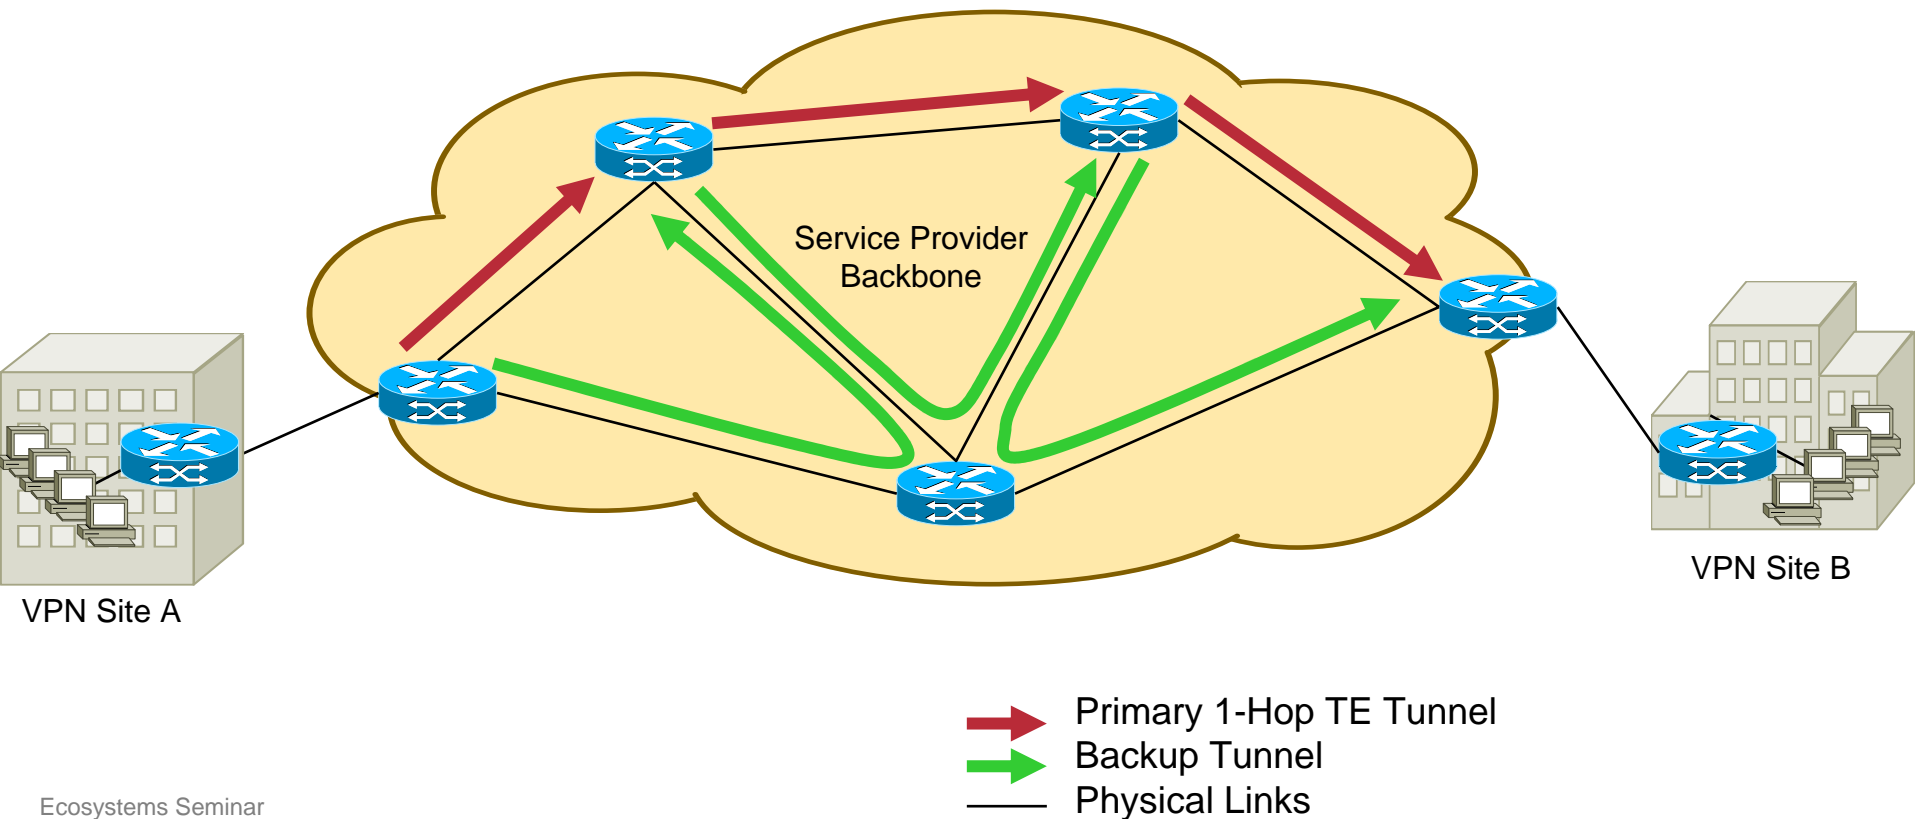 Service Provider
Backbone
VPN Site B
VPN Site A
Primary 1-Hop TE Tunnel
Backup Tunnel
Physical Links
Ecosystems Seminar